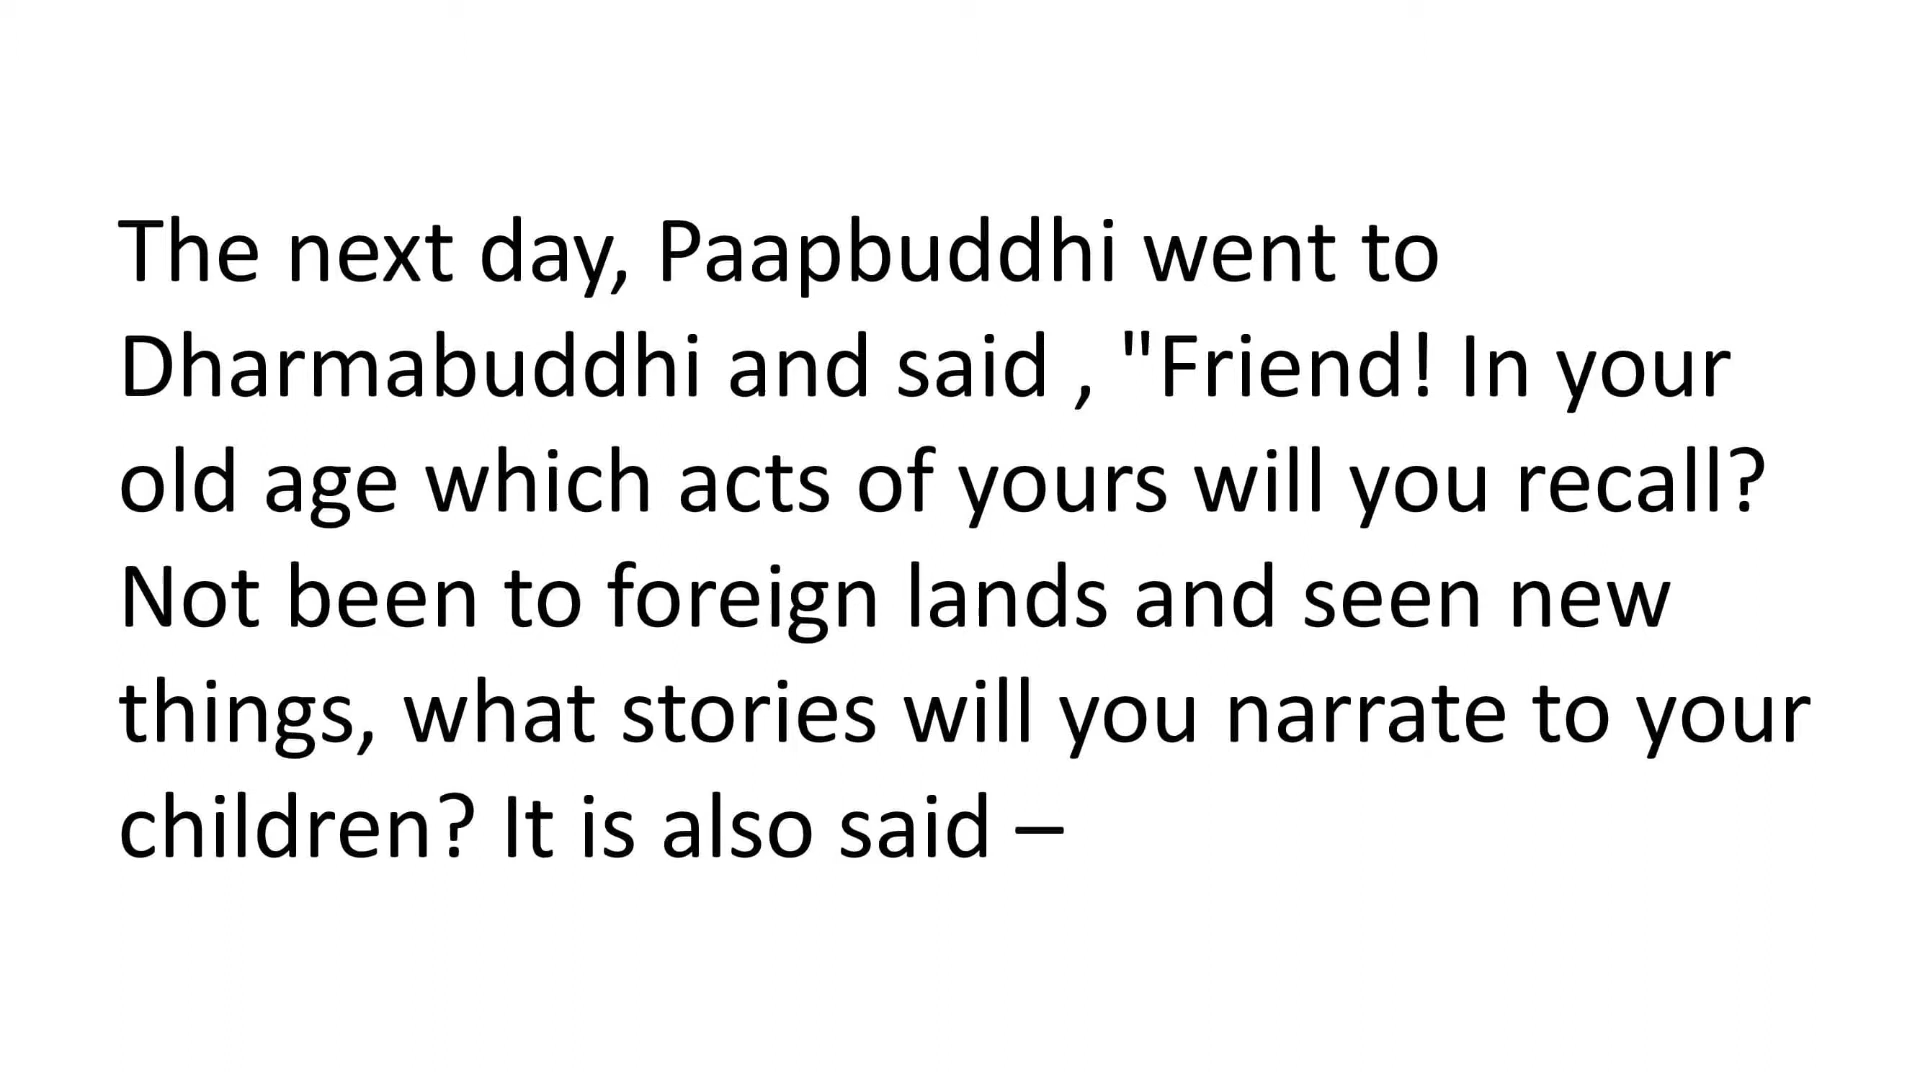 The next day, Paapbuddhi went to
Dharmabuddhi and said , "Friend! In your
old age which acts of yours will you recall?
Not been to foreign lands and seen new
things, what stories will you narrate to your
children? It is also said –